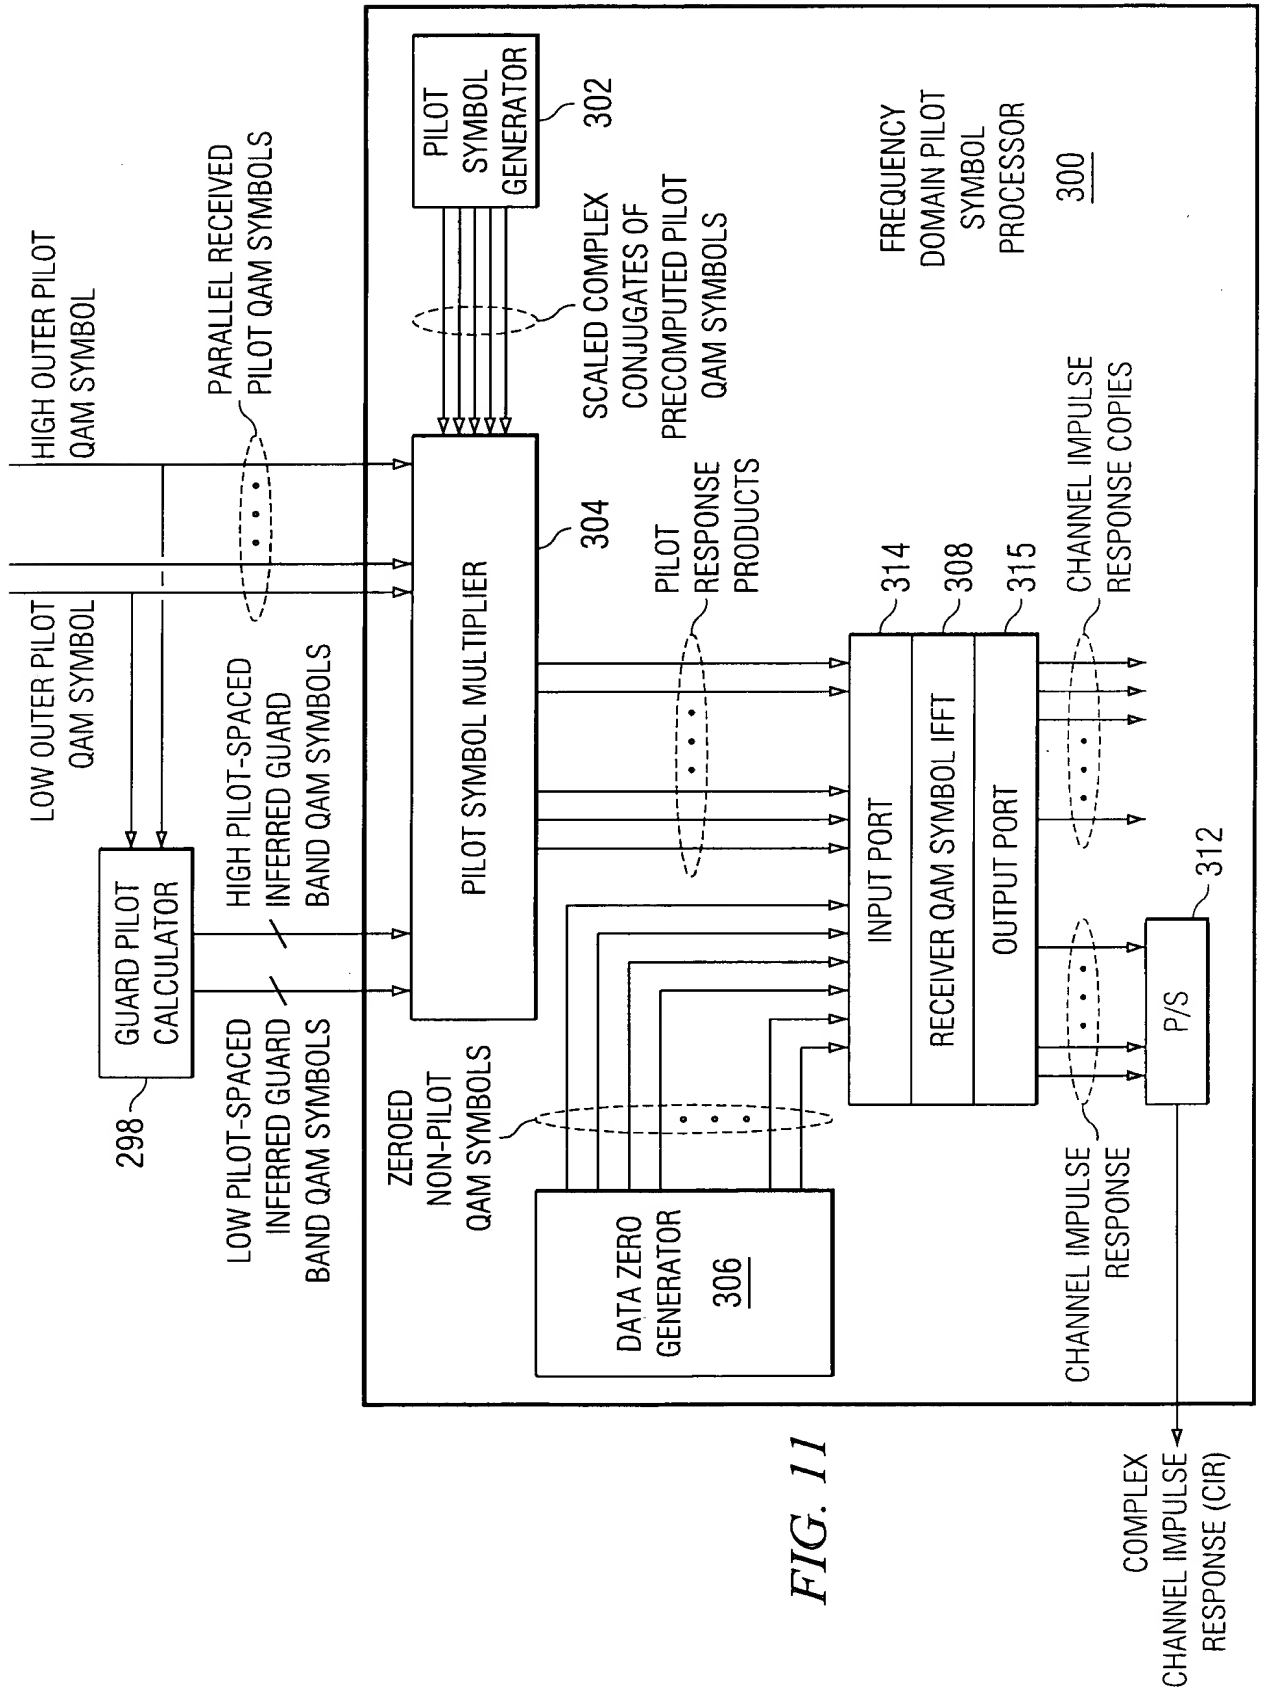 LOW OUTER PILOT
QAM SYMBOL
HIGH OUTER PILOT
QAM SYMBOL
PARALLEL RECEIVED
PILOT QAM SYMBOLS
GUARD PILOT
CALCULATOR
298
LOW PILOT-SPACED
INFERRED GUARD
BAND QAM SYMBOLS
HIGH PILOT-SPACED
INFERRED GUARD
BAND QAM SYMBOLS
PILOT
SYMBOL
GENERATOR
302
SCALED COMPLEX
CONJUGATES OF
PRECOMPUTED PILOT
QAM SYMBOLS
PILOT SYMBOL MULTIPLIER
304
ZEROED
NON-PILOT
QAM SYMBOLS
DATA ZERO
GENERATOR
306
PILOT
RESPONSE
PRODUCTS
INPUT PORT
314
RECEIVER QAM SYMBOL IFFT
308
OUTPUT PORT
315
CHANNEL IMPULSE
RESPONSE
CHANNEL IMPULSE
RESPONSE COPIES
P/S
312
FREQUENCY
DOMAIN PILOT
SYMBOL
PROCESSOR
300
COMPLEX
CHANNEL IMPULSE
RESPONSE (CIR)
FIG. 11